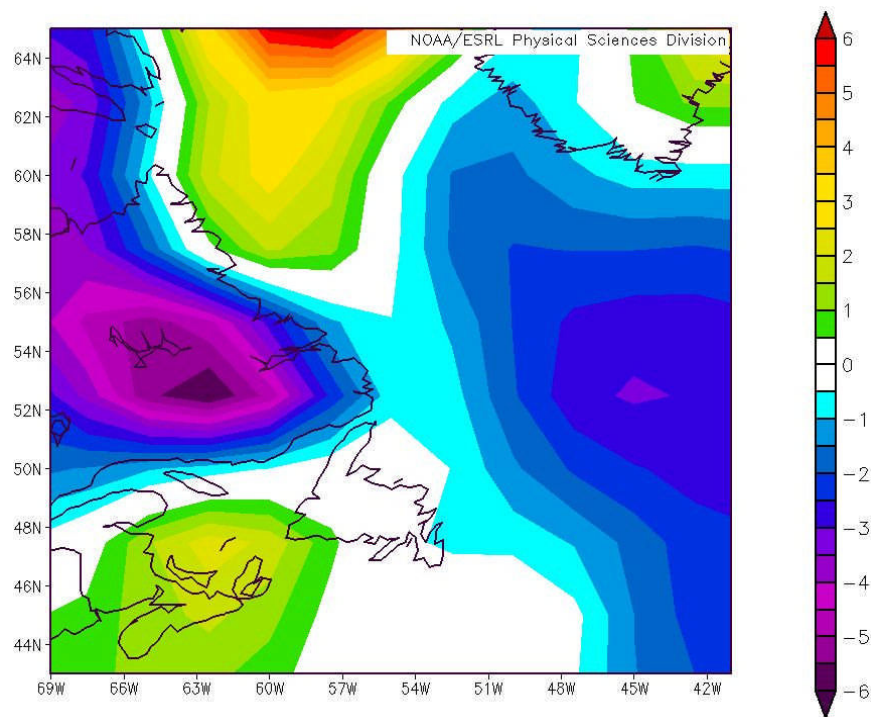 NOAA/ESRL Physical Sciences Division
64N
62N
60N
58N
56N
54N
52N
50N
48N
46N
44N
69W 66W 63W 60W 57W 54W 51W 48W 45W 42W
6
5
4
3
2
1
0
-1
-2
-3
-4
-5
-6